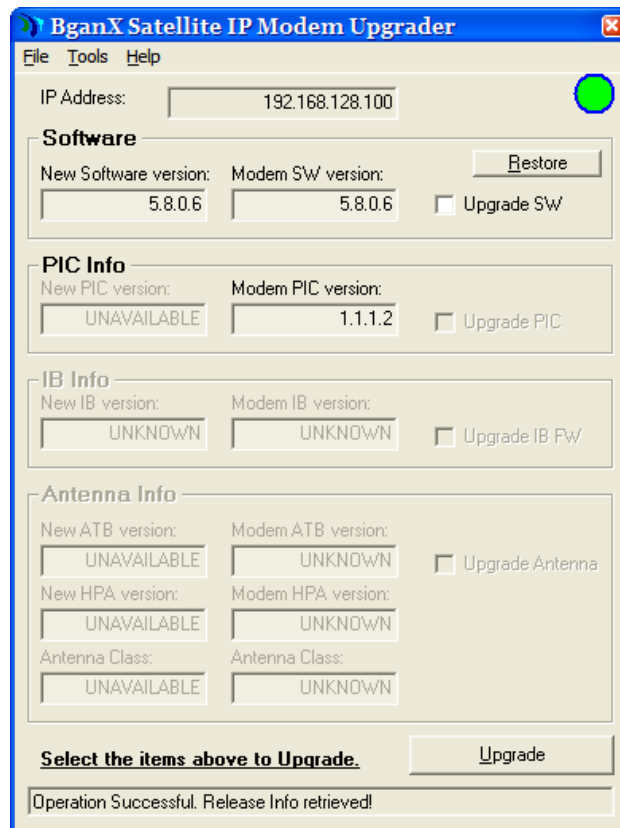 BganX Satellite IP Modem Upgrader
File Tools Help
IP Address: 192.168.128.100
Software
Restore
New Software version: Modem SW version:
5.8.0.6 5.8.0.6 Upgrade SW
PIC Info
New PIC version: Modem PIC version:
UNAVAILABLE 1.1.1.2 Upgrade PIC
IB Info
New IB version: Modem IB version:
UNKNOWN UNKNOWN Upgrade IB FW
Antenna Info
New ATB version: Modem ATB version:
UNAVAILABLE UNKNOWN Upgrade Antenna
New HPA version: Modem HPA version:
UNAVAILABLE UNKNOWN
Antenna Class: Antenna Class:
UNAVAILABLE UNKNOWN
Select the items above to Upgrade. Upgrade
Operation Successful. Release Info retrieved!